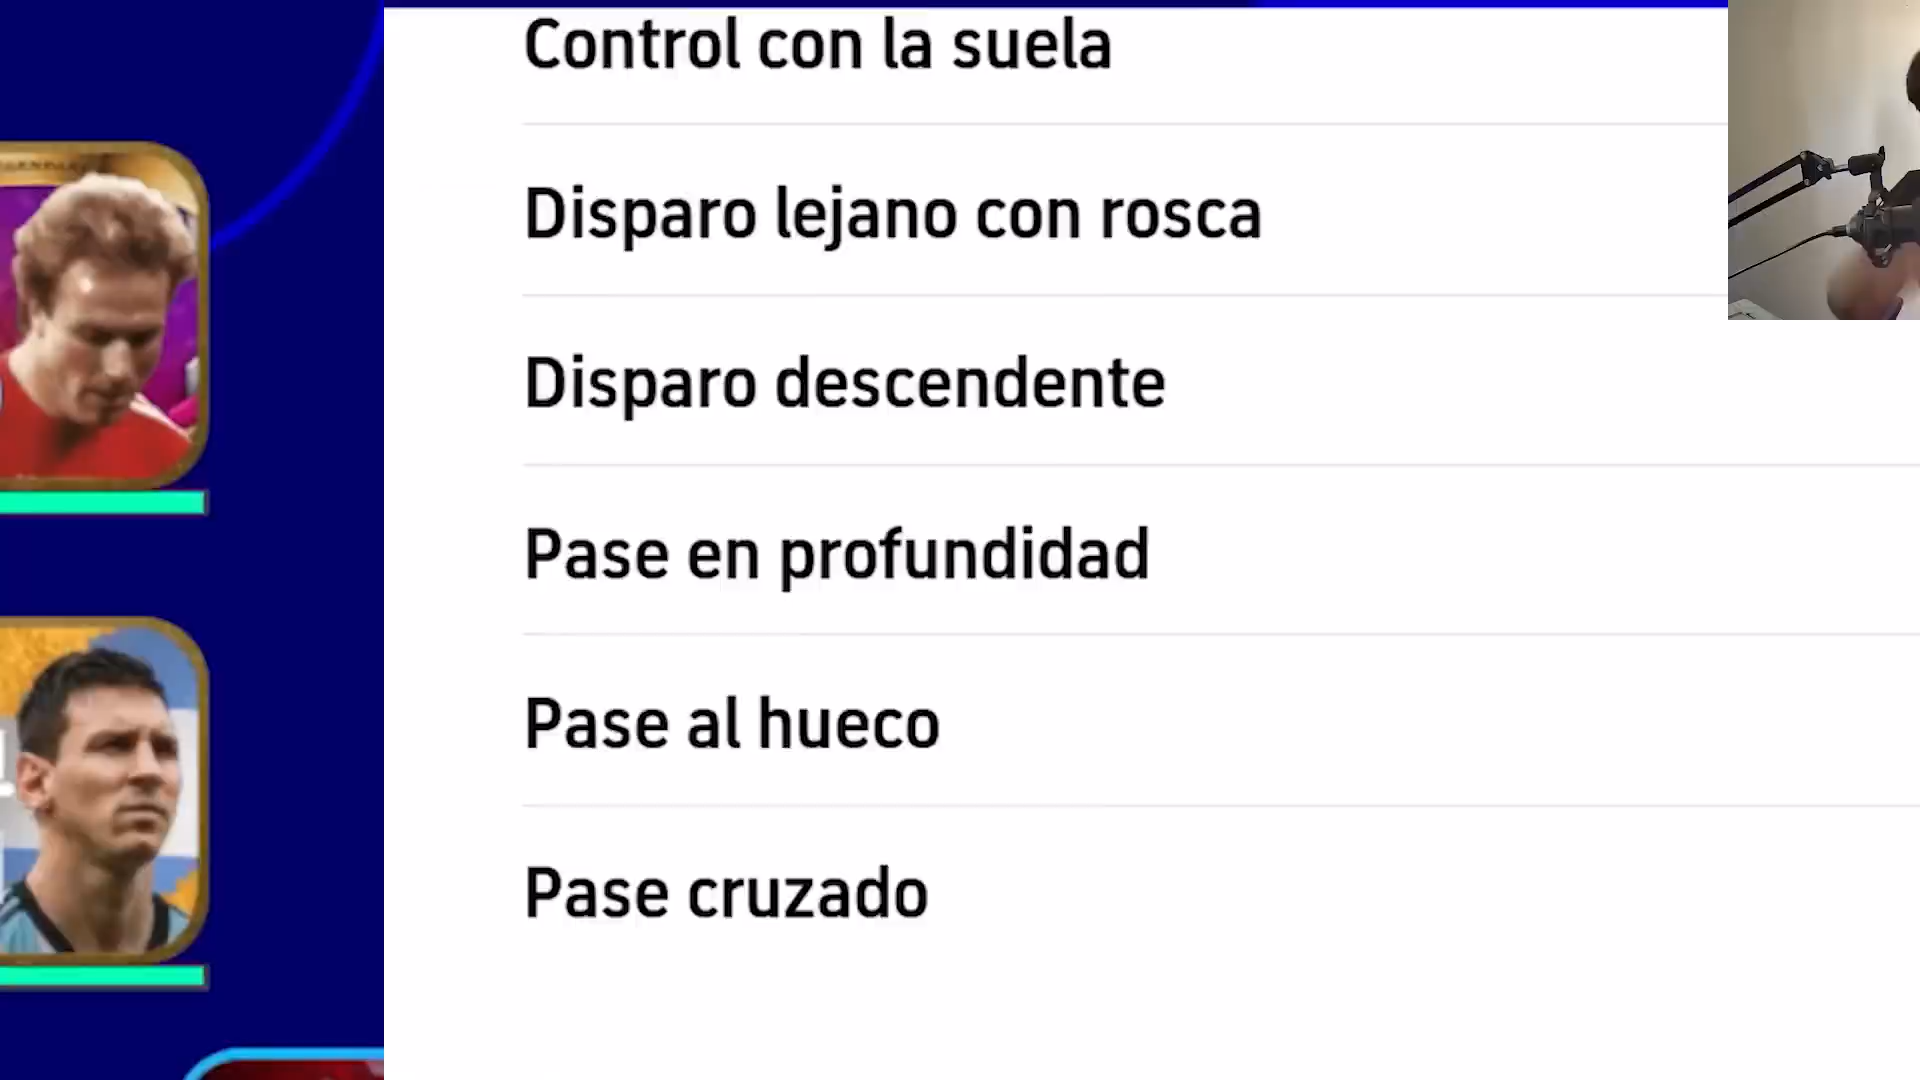 Control con la suela
Disparo lejano con rosca
Disparo descendente
Pase en profundidad
Pase al hueco
Pase cruzado